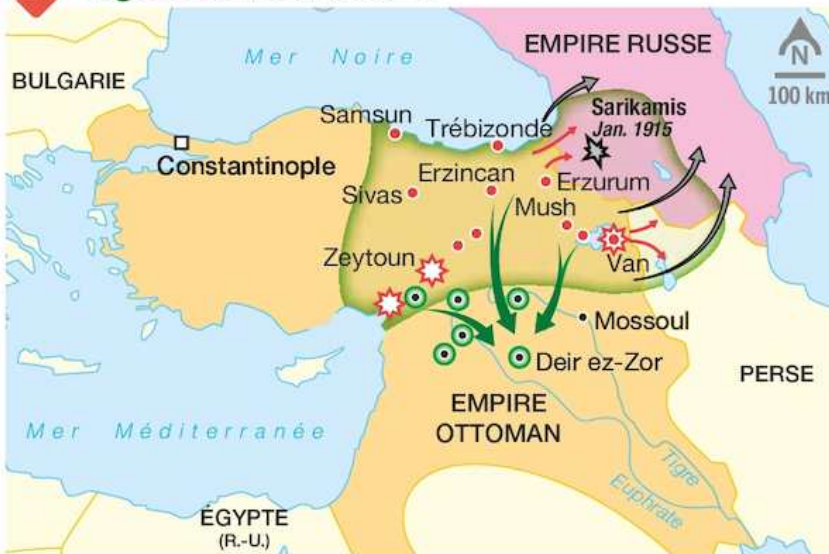 Mer Noire
EMPIRE RUSSE
N
100 km
BULGARIE
Samsun
Trébizonde
Sarikamis
Jan. 1915
Constantinople
Erzincan
Erzurum
Sivas
Mush
Zeytoun
Van
Mossoul
Deir ez-Zor
PERSE
EMPIRE
OTTOMAN
Mer Méditerranée
Tigre
Euphrate
ÉGYPTE
(R.-U.)